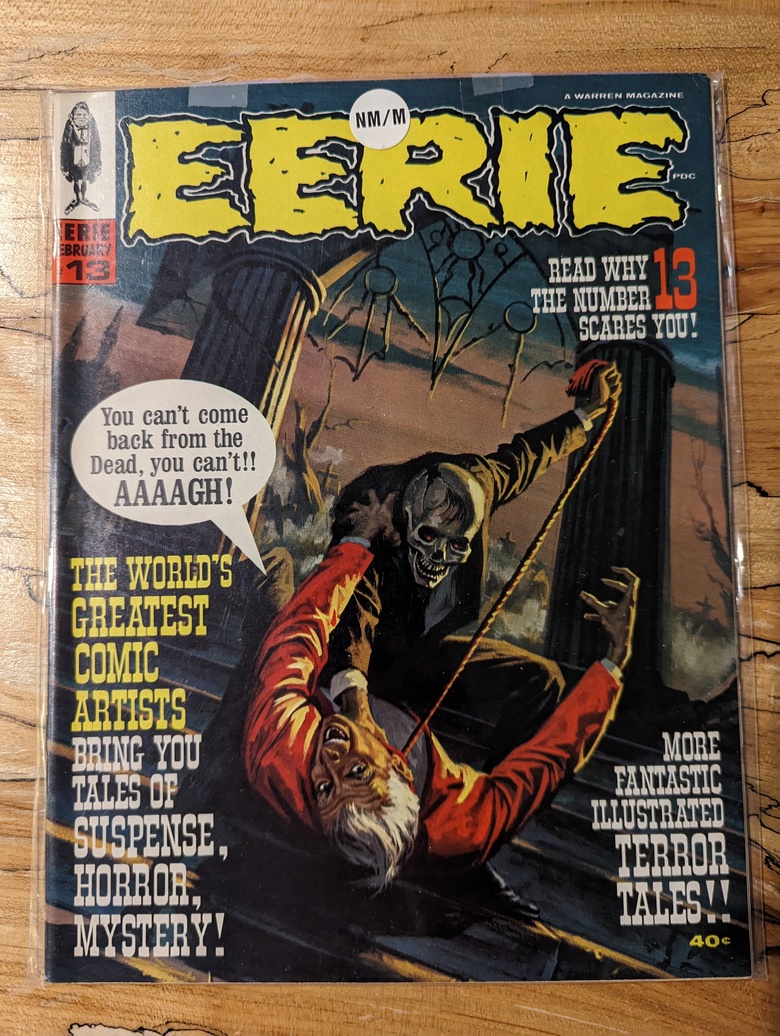 A WARREN MAGAZINE
NM/M
EERIE
PDC
EERIE
FEBRUARY
#13
READ WHY 13
THE NUMBER
SCARES YOU!
You can't come
back from the
Dead, you can't!!
AAAAGH!
THE WORLD'S
GREATEST
COMIC
ARTISTS
BRING YOU
TALES OF
SUSPENSE,
HORROR,
MYSTERY!
MORE
FANTASTIC
ILLUSTRATED
TERROR
TALES!!
40¢